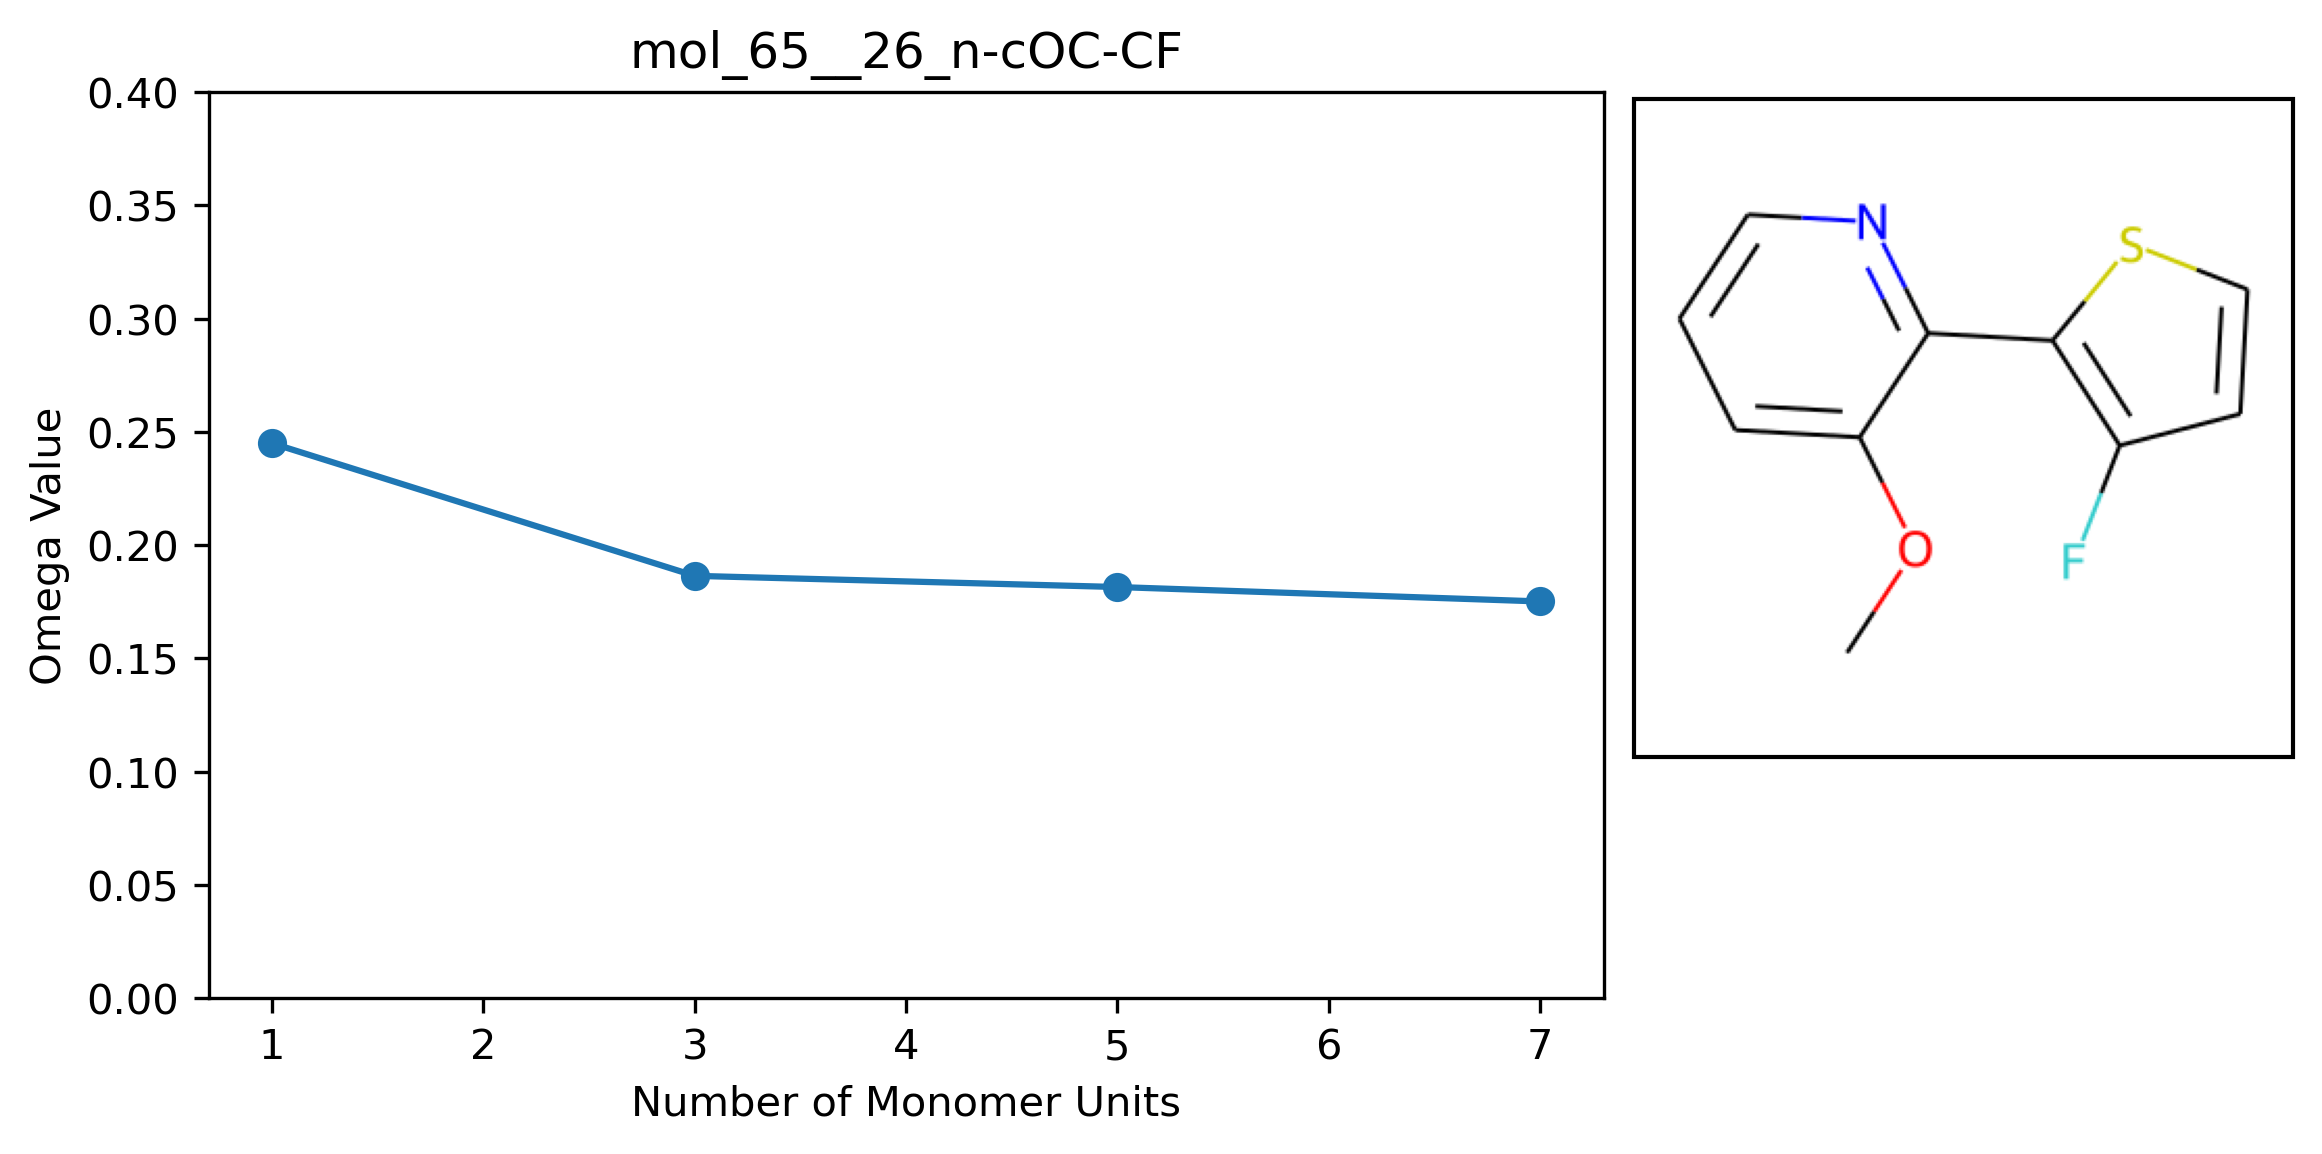 mol_65__26_n-cOC-CF
0.40
0.35
0.30
0.25
0.20
0.15
0.10
0.05
0.00
Omega Value
1 2 3 4 5 6 7
Number of Monomer Units
N
S
O
F